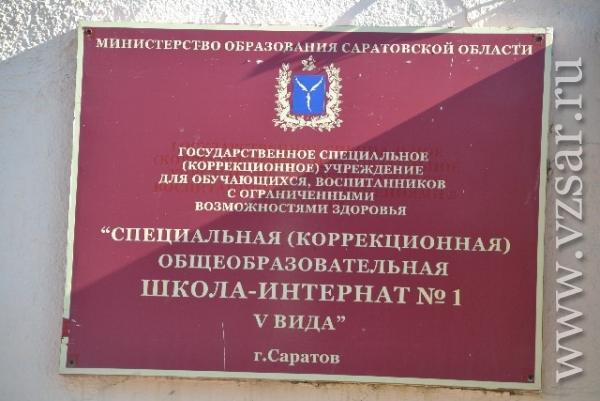 МИНИСТЕРСТВО ОБРАЗОВАНИЯ САРАТОВСКОЙ ОБЛАСТИ
ГОСУДАРСТВЕННОЕ СПЕЦИАЛЬНОЕ
(КОРРЕКЦИОННОЕ) УЧРЕЖДЕНИЕ
ДЛЯ ОБУЧАЮЩИХСЯ, ВОСПИТАННИКОВ
С ОГРАНИЧЕННЫМИ
ВОЗМОЖНОСТЯМИ ЗДОРОВЬЯ
“СПЕЦИАЛЬНАЯ (КОРРЕКЦИОННАЯ)
ОБЩЕОБРАЗОВАТЕЛЬНАЯ
ШКОЛА-ИНТЕРНАТ № 1
V ВИДА”
г.Саратов
www.vzsar.ru